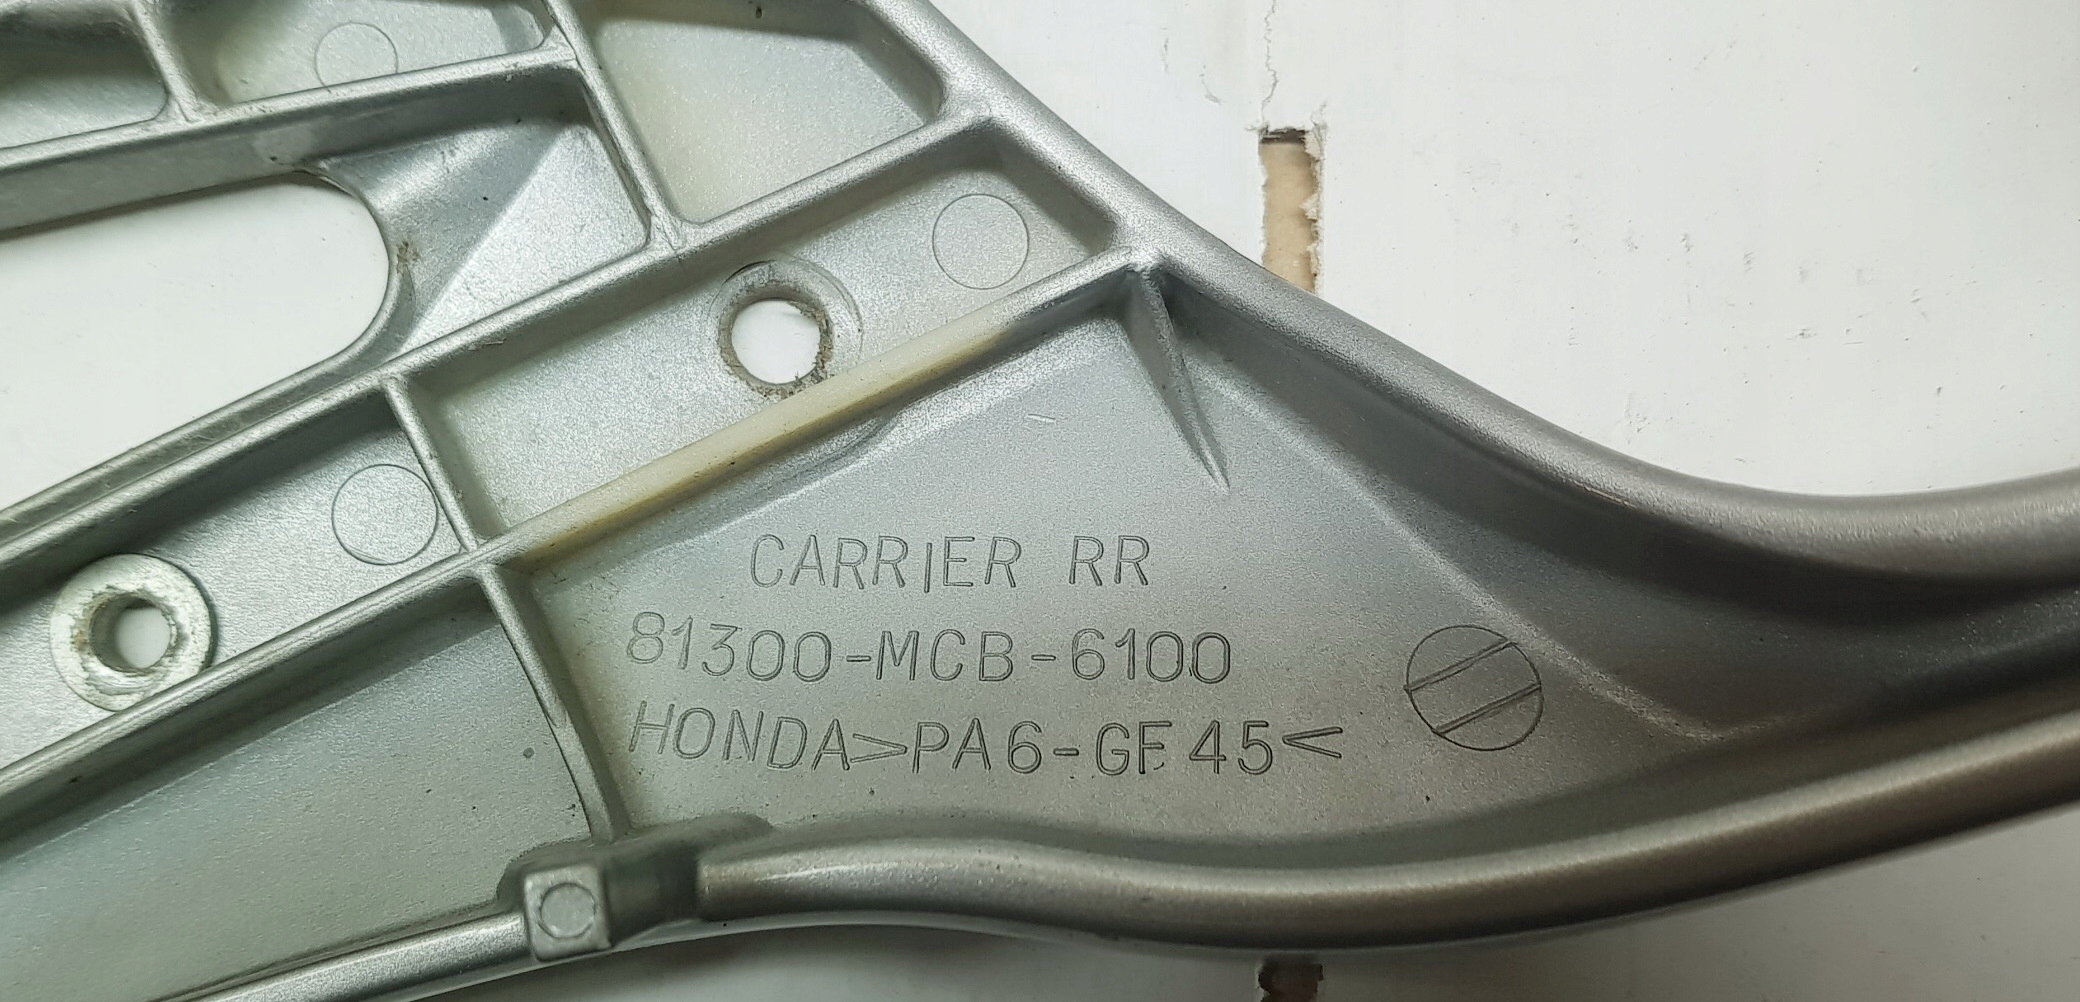 CARRIER RR
81300-MCB-6100
HONDA>PA6-GF45<